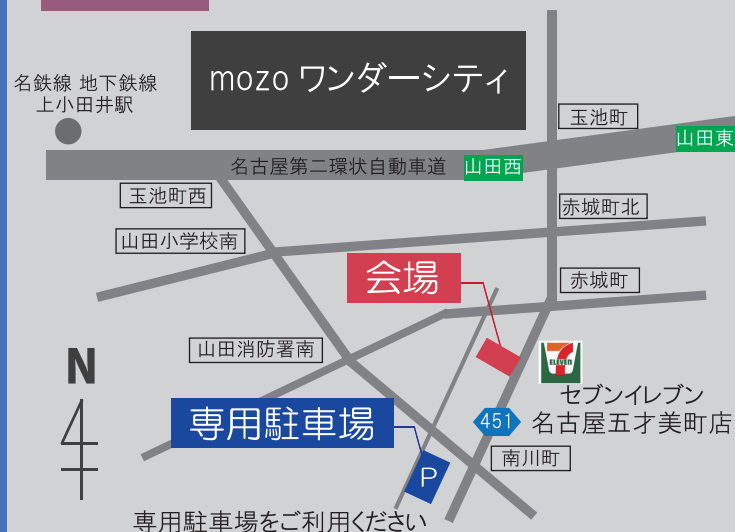 mozo ワンダーシティ
名鉄線 地下鉄線
上小田井駅
玉池町
山田東
名古屋第二環状自動車道
山田西
玉池町西
赤城町北
山田小学校南
会場
赤城町
山田消防署南
N
ELEVEN
セブンイレブン
名古屋五才美町店
451
専用駐車場
南川町
P
専用駐車場をご利用ください